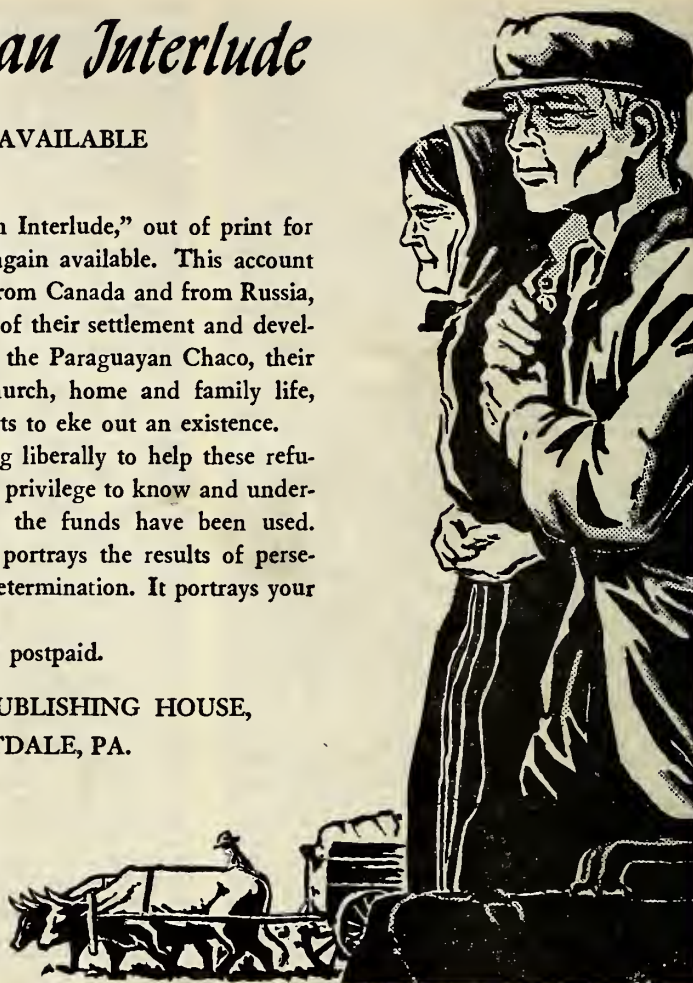 an Interlude
AVAILABLE
n Interlude,” out of print for
gain available. This account
rom Canada and from Russia,
of their settlement and devel-
the Paraguayan Chaco, their
urch, home and family life,
ts to eke out an existence.
g liberally to help these refu-
privilege to know and under-
the funds have been used.
portrays the results of perse-
etermination. It portrays your
postpaid.
UBLISHING HOUSE,
TDALE, PA.